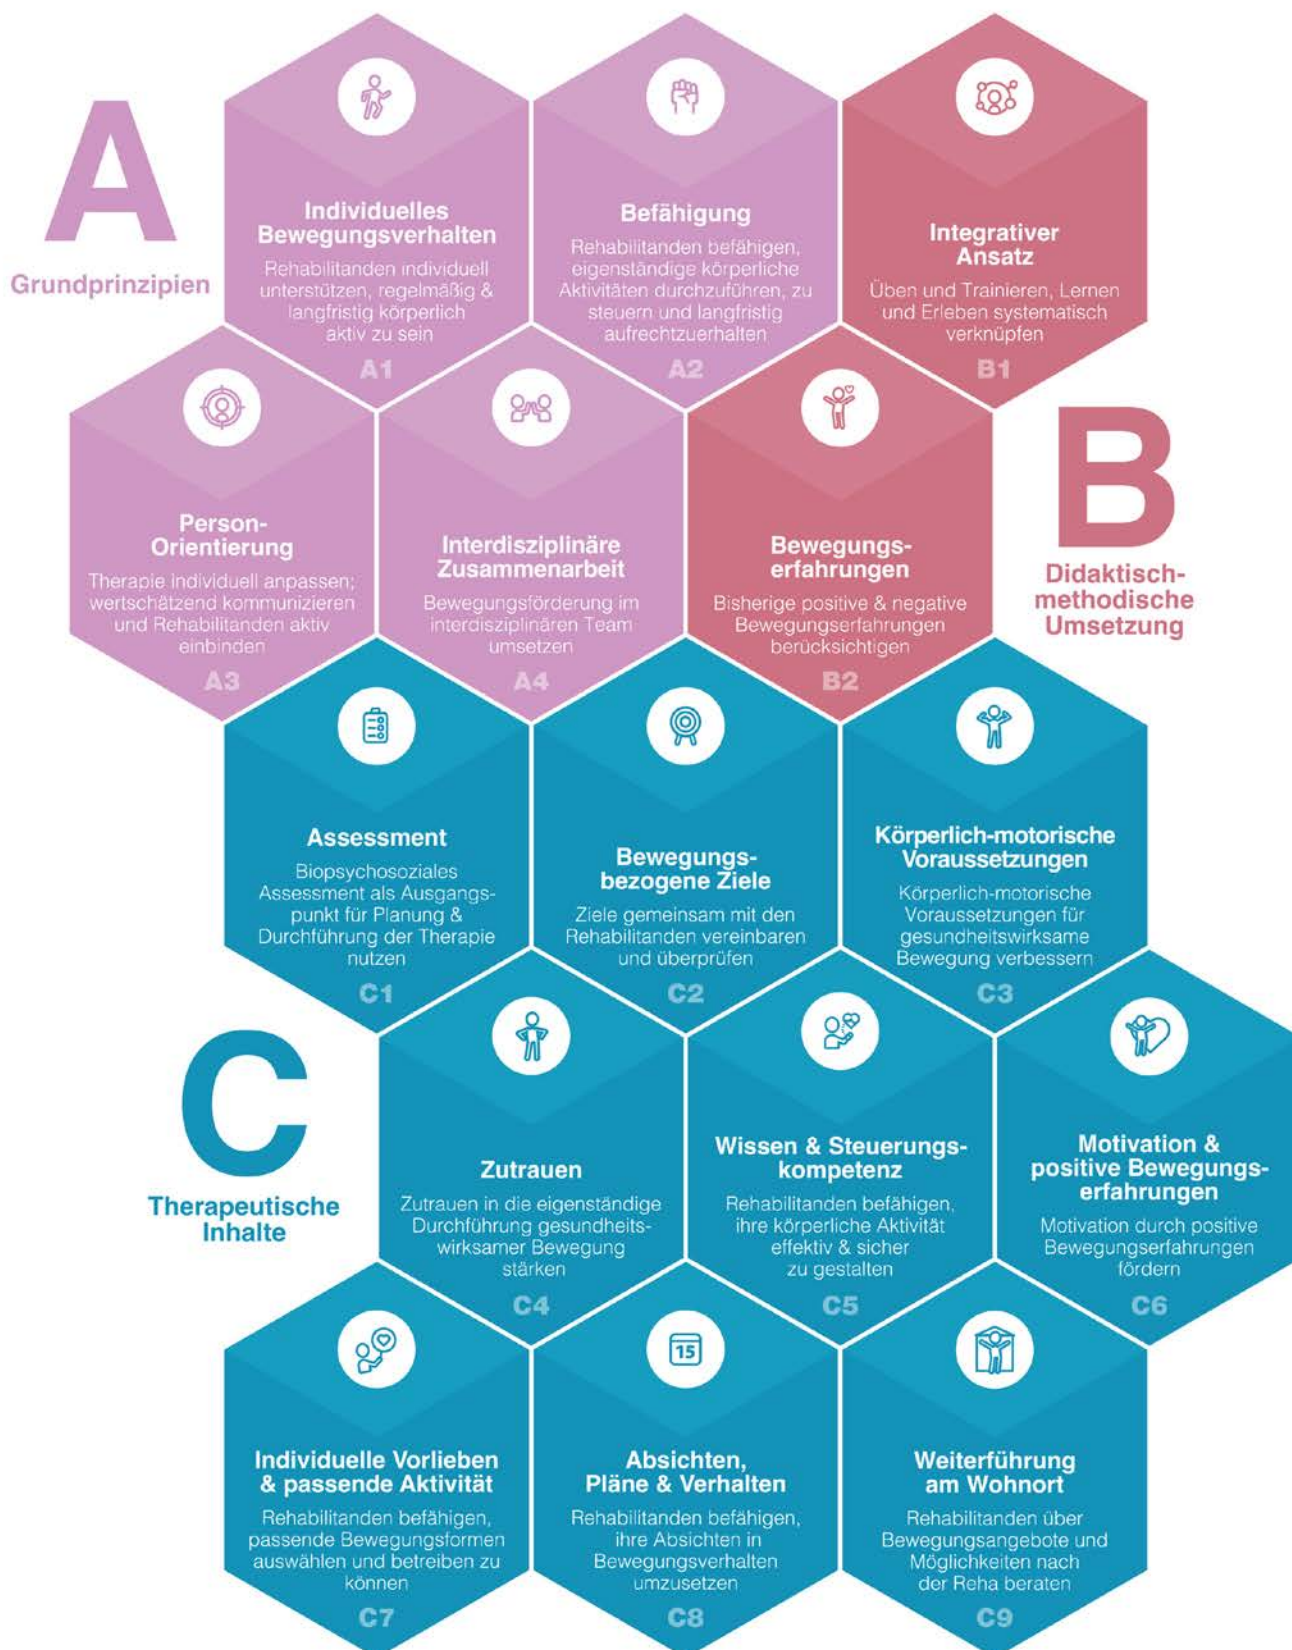 A
Grundprinzipien
Individuelles
Bewegungsverhalten
Rehabilitanden individuell
unterstützen, regelmäßig &
langfristig körperlich
aktiv zu sein
A1
Befähigung
Rehabilitanden befähigen,
eigenständige körperliche
Aktivitäten durchzuführen, zu
steuern und langfristig
aufrechtzuerhalten
A2
Integrativer
Ansatz
Üben und Trainieren, Lernen
und Erleben systematisch
verknüpfen
B1
Person-
Orientierung
Therapie individuell anpassen;
wertschätzend kommunizieren
und Rehabilitanden aktiv
einbinden
A3
Interdisziplinäre
Zusammenarbeit
Bewegungsförderung im
interdisziplinären Team
umsetzen
A4
Bewegungs-
erfahrungen
Bisherige positive & negative
Bewegungserfahrungen
berücksichtigen
B2
B
Didaktisch-
methodische
Umsetzung
Assessment
Biopsychosoziales
Assessment als Ausgangs-
punkt für Planung &
Durchführung der Therapie
nutzen
C1
Bewegungs-
bezogene Ziele
Ziele gemeinsam mit den
Rehabilitanden vereinbaren
und überprüfen
C2
Körperlich-motorische
Voraussetzungen
Körperlich-motorische
Voraussetzungen für
gesundheitswirksame
Bewegung verbessern
C3
C
Therapeutische
Inhalte
Zutrauen
Zutrauen in die eigenständige
Durchführung gesundheits-
wirksamer Bewegung
stärken
C4
Wissen & Steuerungs-
kompetenz
Rehabilitanden befähigen,
ihre körperliche Aktivität
effektiv & sicher
zu gestalten
C5
Motivation &
positive Bewegungs-
erfahrungen
Motivation durch positive
Bewegungserfahrungen
fördern
C6
Individuelle Vorlieben
& passende Aktivität
Rehabilitanden befähigen,
passende Bewegungsformen
auswählen und betreiben zu
können
C7
15
Absichten,
Pläne & Verhalten
Rehabilitanden befähigen,
ihre Absichten in
Bewegungsverhalten
umzusetzen
C8
Weiterführung
am Wohnort
Rehabilitanden über
Bewegungsangebote und
Möglichkeiten nach
der Reha beraten
C9